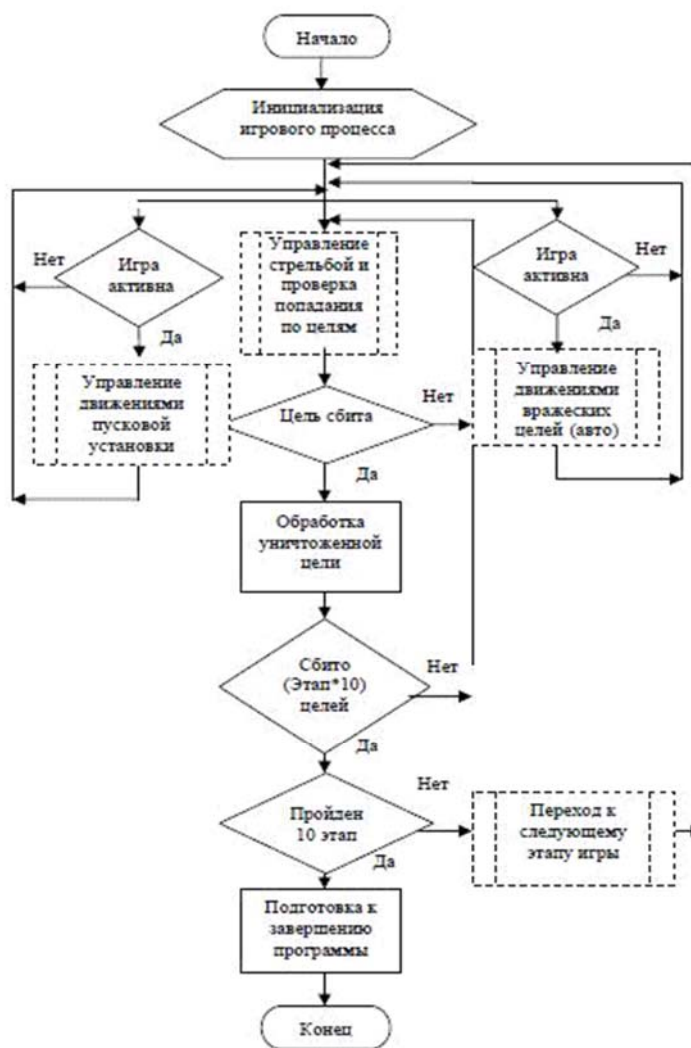 Начало
Инициализация
игрового процесса
Нет
Игра
активна
Да
Управление
движениями
пусковой
установки
Управление
стрельбой и
проверка
попадания
по целям
Игра
активна
Нет
Да
Управление
движениями
вражеских
целей (авто)
Цель сбита
Нет
Да
Обработка
уничтоженной
цели
Сбито
(Этап*10)
целей
Нет
Да
Пройден
10 этап
Нет
Да
Переход к
следующему
этапу игры
Подготовка к
завершению
программы
Конец